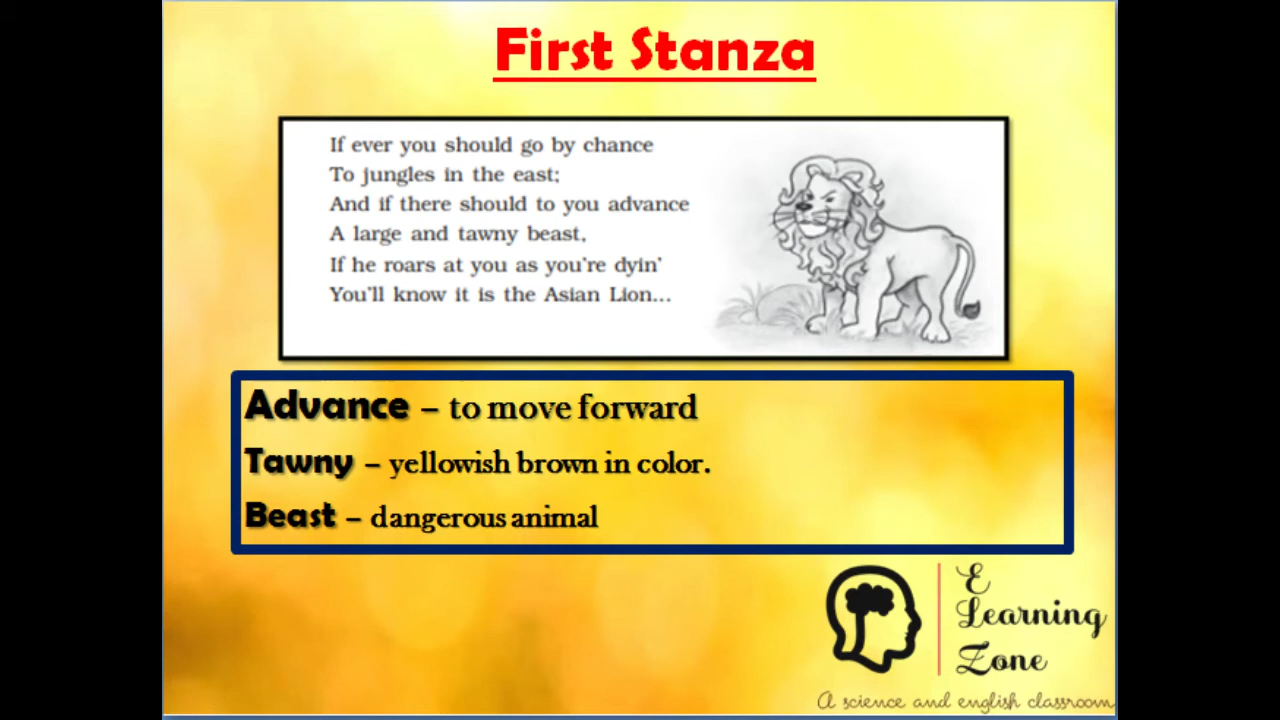 First Stanza
If ever you should go by chance
To jungles in the east;
And if there should to you advance
A large and tawny beast,
If he roars at you as you're dyin'
You'll know it is the Asian Lion...
Advance – to move forward
Tawny – yellowish brown in color.
Beast – dangerous animal
E
Learning
Zone
A science and english classroom